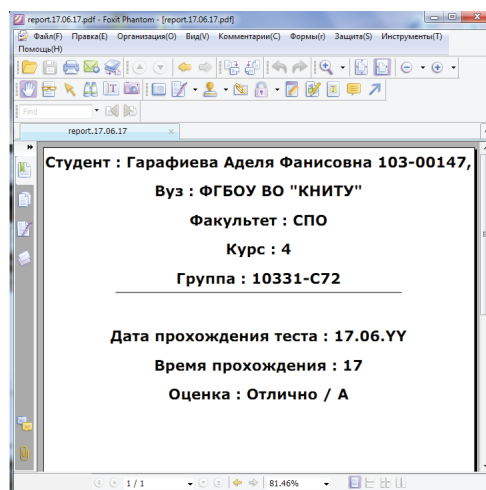 report.17.06.17.pdf - Foxit Phantom - [report.17.06.17.pdf]
Файл(F) Правка(E) Организация(O) Вид(V) Комментарии(C) Формы(r) Защита(S) Инструменты(T)
Помощь(H)
Find
report.17.06.17
Студент : Гарафиева Аделя Фанисовна 103-00147,
Вуз : ФГБОУ ВО "КНИТУ"
Факультет : СПО
Курс : 4
Группа : 10331-С72
Дата прохождения теста : 17.06.YY
Время прохождения : 17
Оценка : Отлично / А
1 / 1
81.46%